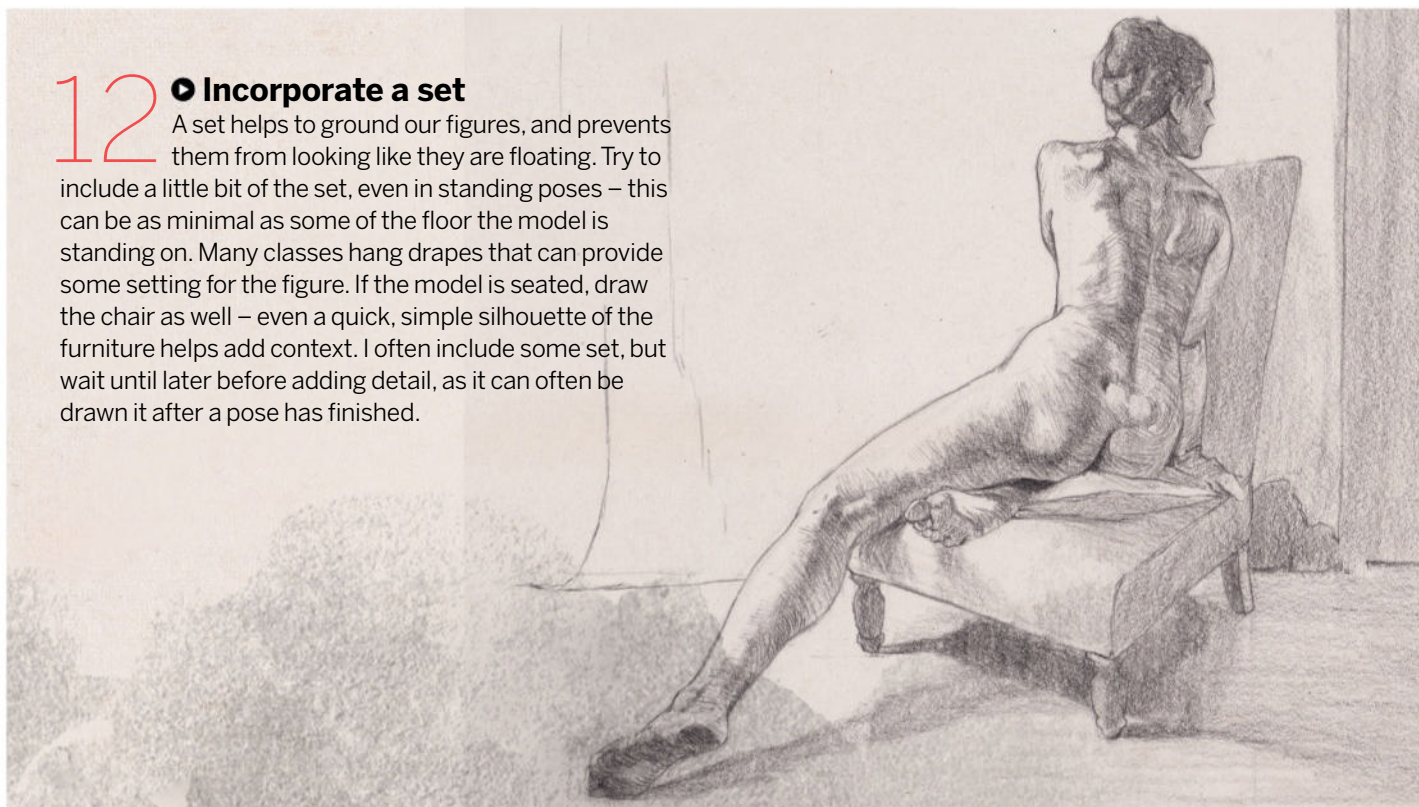 12
Incorporate a set
A set helps to ground our figures, and prevents
them from looking like they are floating. Try to
include a little bit of the set, even in standing poses – this
can be as minimal as some of the floor the model is
standing on. Many classes hang drapes that can provide
some setting for the figure. If the model is seated, draw
the chair as well – even a quick, simple silhouette of the
furniture helps add context. I often include some set, but
wait until later before adding detail, as it can often be
drawn it after a pose has finished.